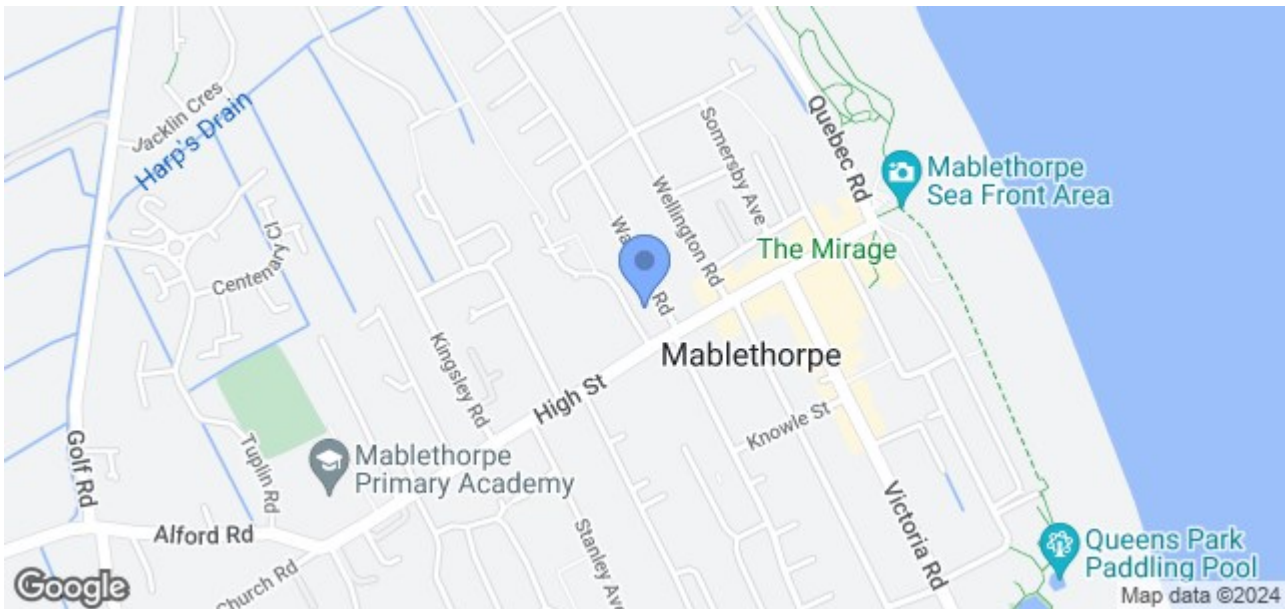 Jacklin Cres
Harp's Drain
Centenary Cl
Quebec Rd
Somersby Ave
Wellington Rd
Mablethorpe
Sea Front Area
The Mirage
Wa
Rd
Mablethorpe
High St
Kingsley Rd
Knowle St
Golf Rd
Tuplin Rd
Mablethorpe
Primary Academy
Alford Rd
Church Rd
Stanley Ave
Victoria Rd
Queens Park
Paddling Pool
Google
Map data ©2024